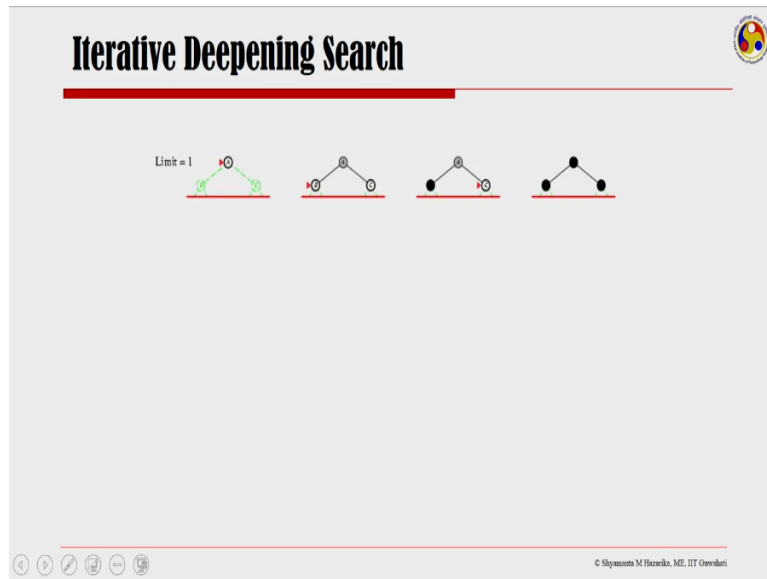 Iterative Deepening Search
Limit = 1
A A A
B C C
© Shyamanta M Hazarika, ME, IIT Guwahati